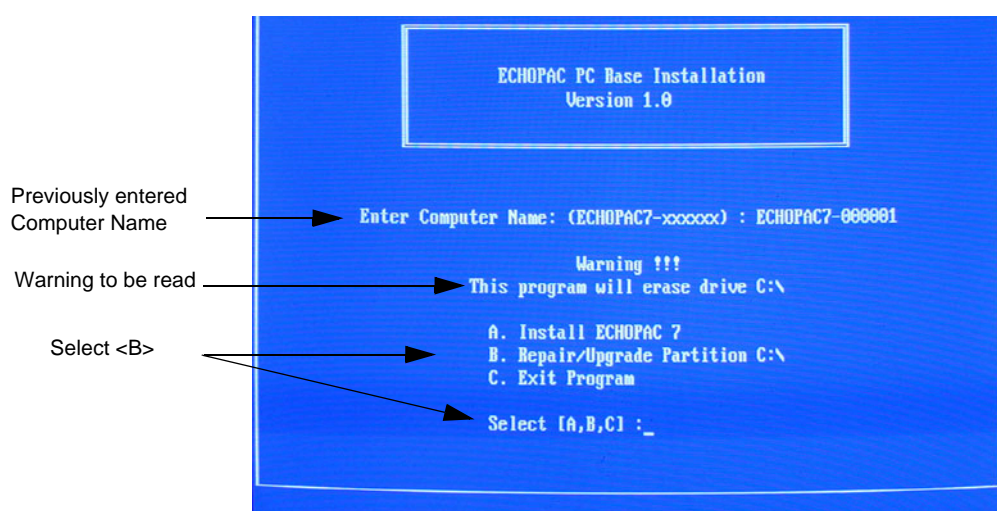 ECHOPAC PC Base Installation
Version 1.0
Previously entered
Computer Name
Enter Computer Name: (ECHOPAC7-xxxxxx) : ECHOPAC7-000001
Warning to be read
Warning !!!
This program will erase drive C:\
Select <B>
A. Install ECHOPAC 7
B. Repair/Upgrade Partition C:\
C. Exit Program
Select [A,B,C] :_